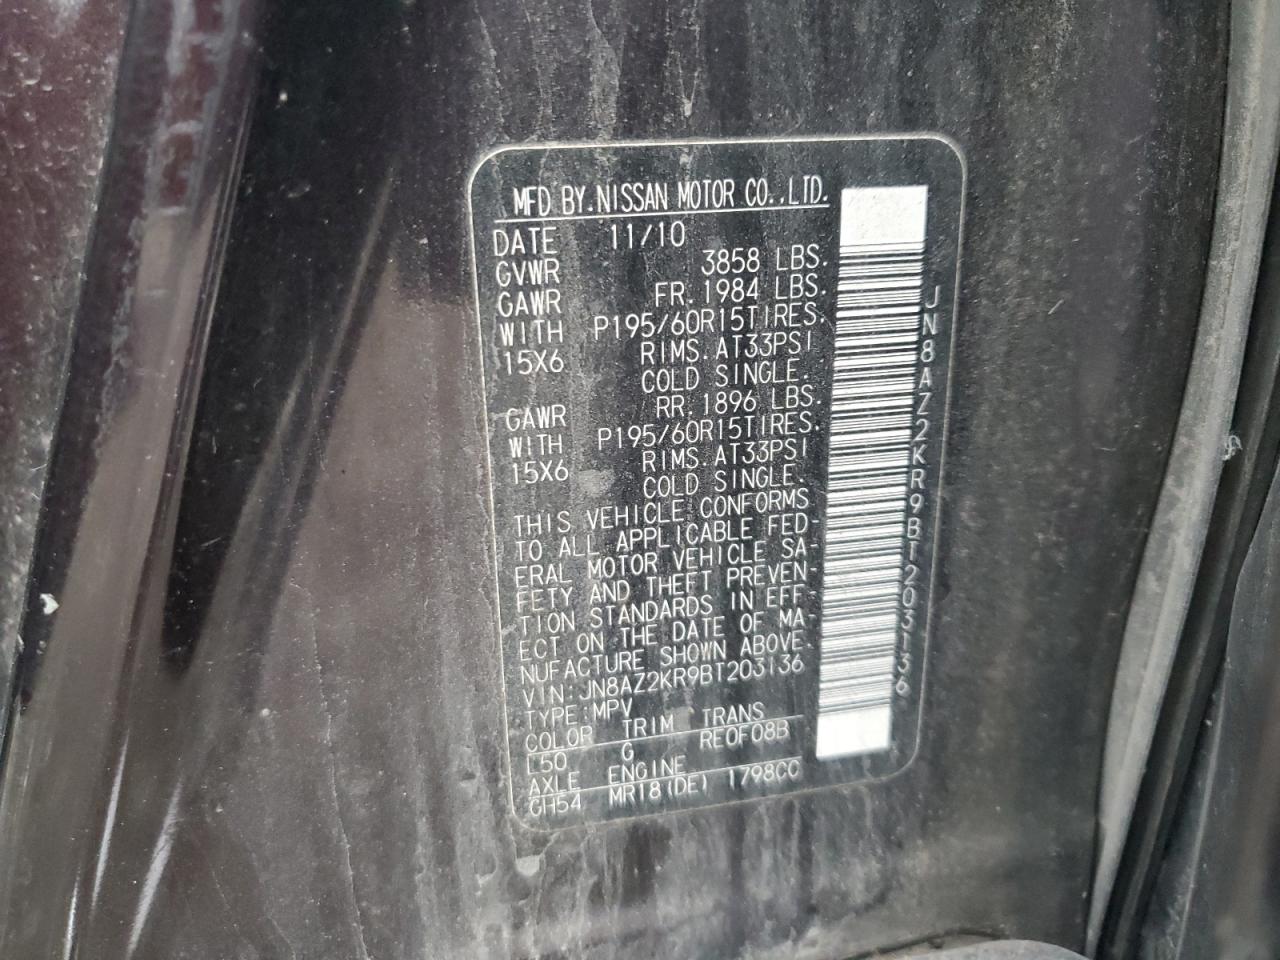 MFD BY.NISSAN MOTOR CO.,LTD.
DATE 11/10
GVWR 3858 LBS.
GAWR FR.1984 LBS.
WITH P195/60R15TIRES.
15X6 RIMS.AT33PSI
COLD SINGLE.
GAWR RR.1896 LBS.
WITH P195/60R15TIRES.
15X6 RIMS.AT33PSI
COLD SINGLE.
THIS VEHICLE CONFORMS
TO ALL APPLICABLE FED-
ERAL MOTOR VEHICLE SA-
FETY AND THEFT PREVEN-
TION STANDARDS IN EFF-
ECT ON THE DATE OF MA-
NUFACTURE SHOWN ABOVE.
VIN:JN8AZ2KR9BT203136
TYPE:MPV
COLOR TRIM TRANS
L50 G RE0F08B
AXLE ENGINE
GH54 MR18(DE) 1798CC
JN8AZ2KR9BT203136